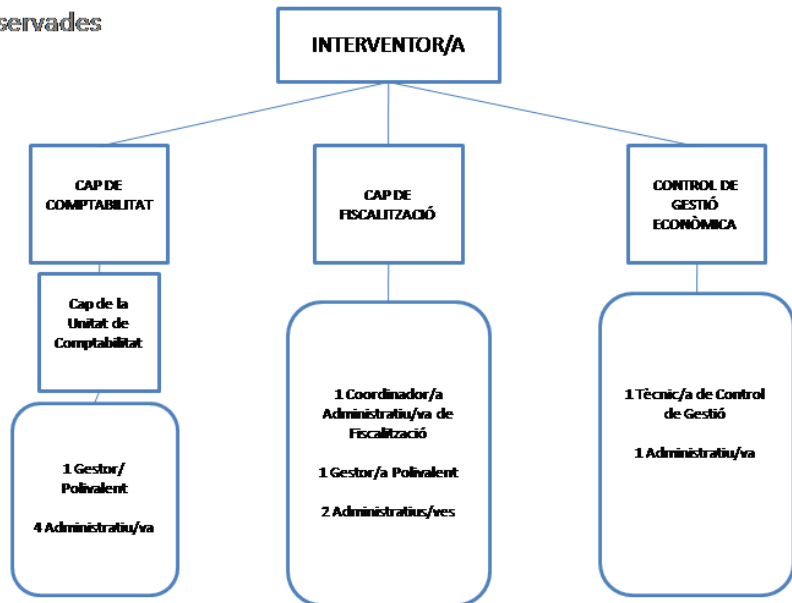 servades
INTERVENTOR/A
CAP DE
COMPTABILITAT
CAP DE
FISCALITZACIÓ
CONTROL DE
GESTIÓ
ECONÒMICA
Cap de la
Unitat de
Comptabilitat
1 Gestor/
Polivalent
4 Administratiu/va
1 Coordinador/a
Administratiu/va de
Fiscalització
1 Gestor/a Polivalent
2 Administratius/ves
1 Tècnic/a de Control
de Gestió
1 Administratiu/va